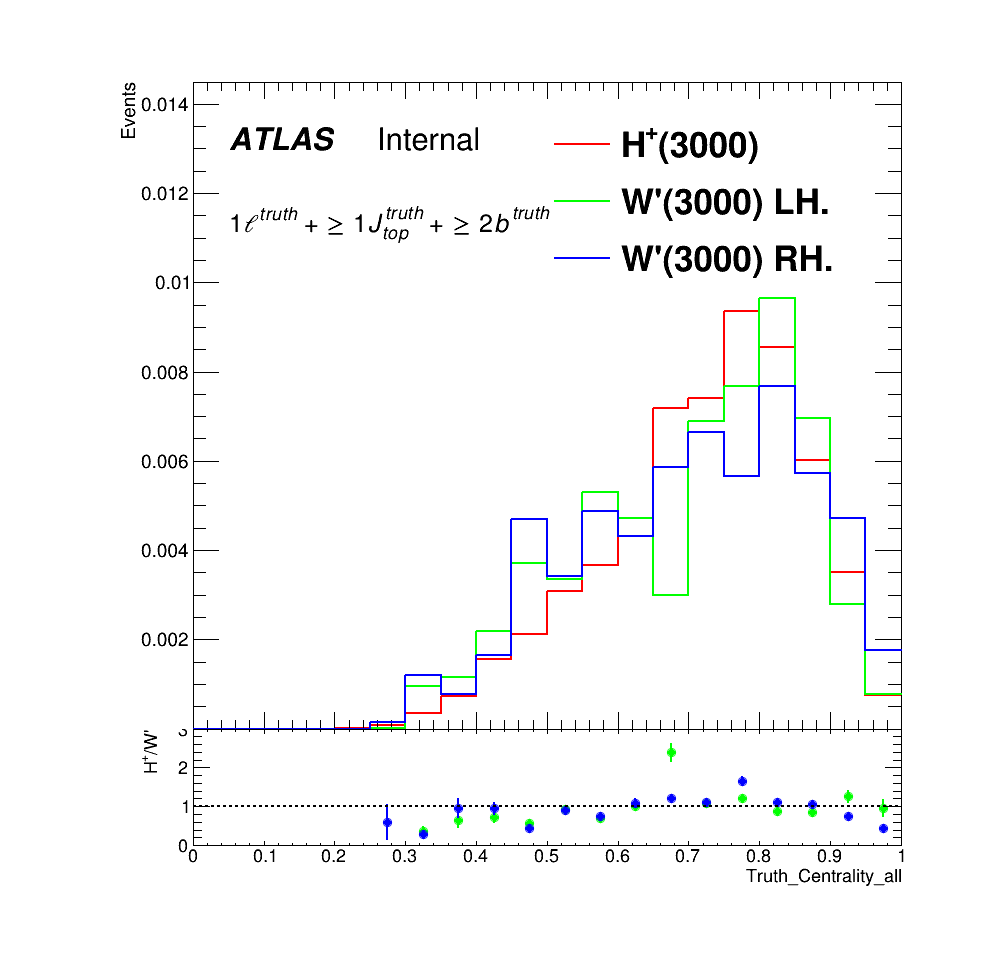 Events
0.014
0.012
0.01
0.008
0.006
0.004
0.002
ATLAS Internal
1ℓ^truth + ≥ 1J_top^truth + ≥ 2b^truth
H⁺(3000)
W'(3000) LH.
W'(3000) RH.
H⁺/W'
3
2
1
0
0 0.1 0.2 0.3 0.4 0.5 0.6 0.7 0.8 0.9 1
Truth_Centrality_all